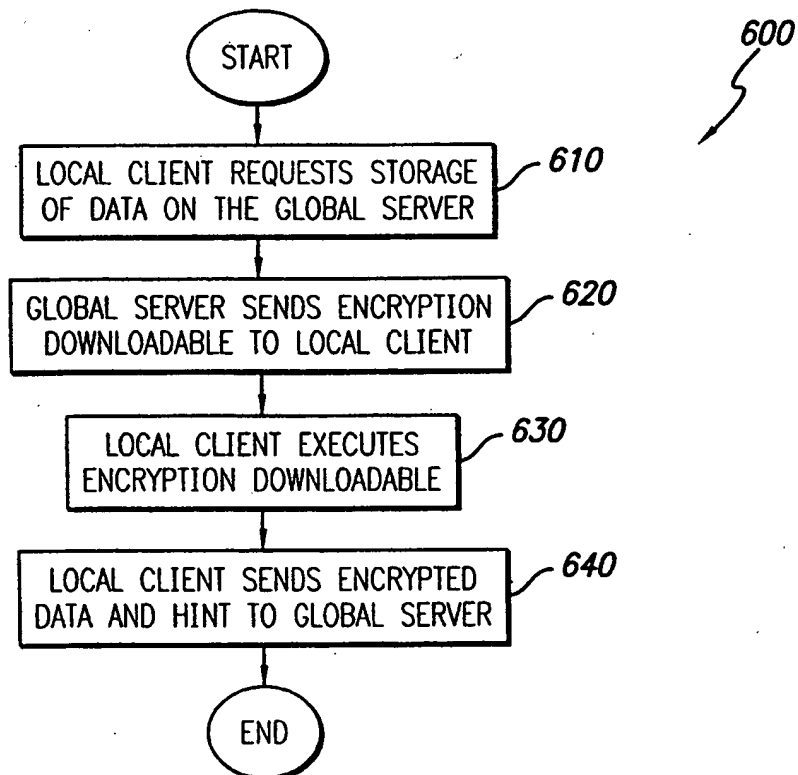 START
600
LOCAL CLIENT REQUESTS STORAGE
OF DATA ON THE GLOBAL SERVER
610
GLOBAL SERVER SENDS ENCRYPTION
DOWNLOADABLE TO LOCAL CLIENT
620
LOCAL CLIENT EXECUTES
ENCRYPTION DOWNLOADABLE
630
LOCAL CLIENT SENDS ENCRYPTED
DATA AND HINT TO GLOBAL SERVER
640
END